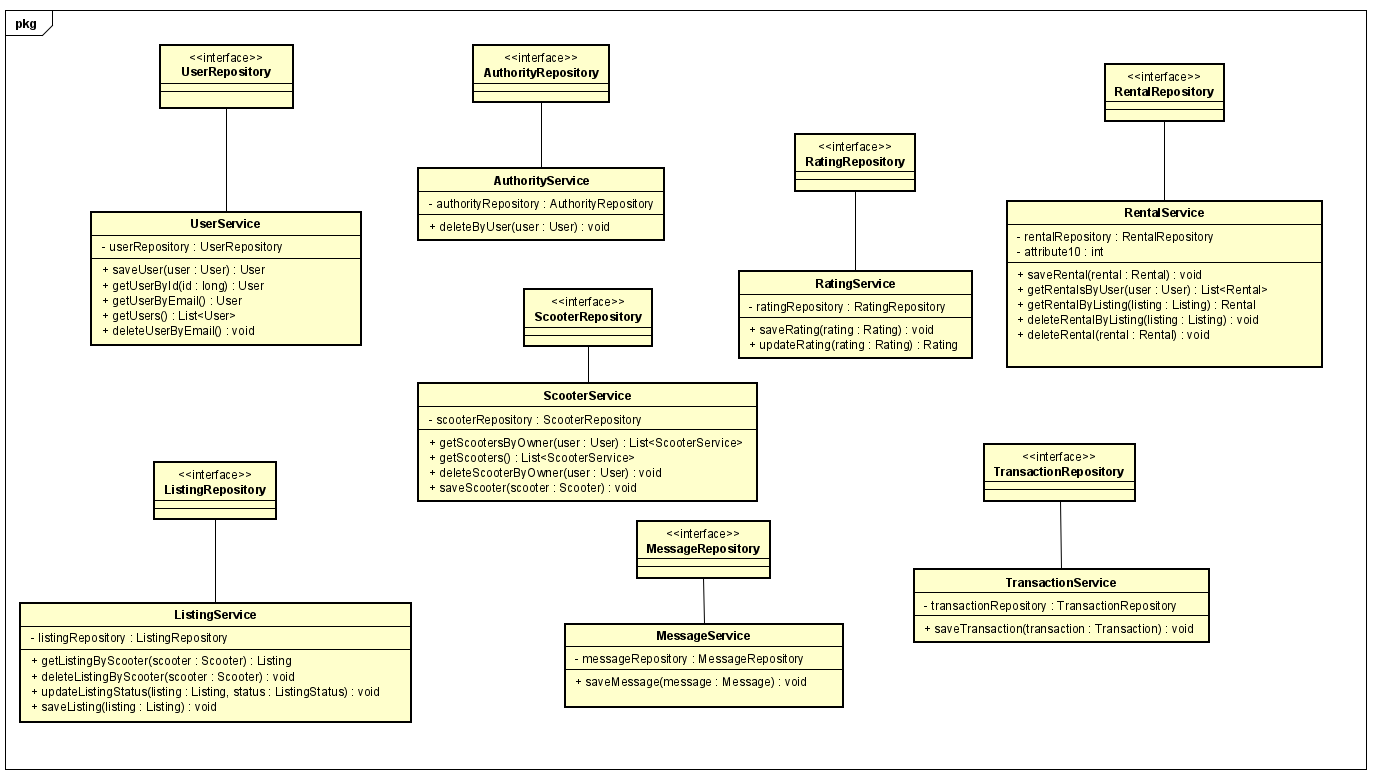 pkg
<<interface>>
UserRepository
<<interface>>
AuthorityRepository
<<interface>>
RentalRepository
<<interface>>
RatingRepository
AuthorityService
- authorityRepository : AuthorityRepository
+ deleteByUser(user : User) : void
UserService
- userRepository : UserRepository
+ saveUser(user : User) : User
+ getUserById(id : long) : User
+ getUserByEmail() : User
+ getUsers() : List<User>
+ deleteUserByEmail() : void
RentalService
- rentalRepository : RentalRepository
- attribute10 : int
+ saveRental(rental : Rental) : void
+ getRentalsByUser(user : User) : List<Rental>
+ getRentalByListing(listing : Listing) : Rental
+ deleteRentalByListing(listing : Listing) : void
+ deleteRental(rental : Rental) : void
RatingService
- ratingRepository : RatingRepository
+ saveRating(rating : Rating) : void
+ updateRating(rating : Rating) : Rating
<<interface>>
ScooterRepository
ScooterService
- scooterRepository : ScooterRepository
+ getScootersByOwner(user : User) : List<ScooterService>
+ getScooters() : List<ScooterService>
+ deleteScooterByOwner(user : User) : void
+ saveScooter(scooter : Scooter) : void
<<interface>>
ListingRepository
<<interface>>
TransactionRepository
<<interface>>
MessageRepository
ListingService
- listingRepository : ListingRepository
+ getListingByScooter(scooter : Scooter) : Listing
+ deleteListingByScooter(scooter : Scooter) : void
+ updateListingStatus(listing : Listing, status : ListingStatus) : void
+ saveListing(listing : Listing) : void
MessageService
- messageRepository : MessageRepository
+ saveMessage(message : Message) : void
TransactionService
- transactionRepository : TransactionRepository
+ saveTransaction(transaction : Transaction) : void